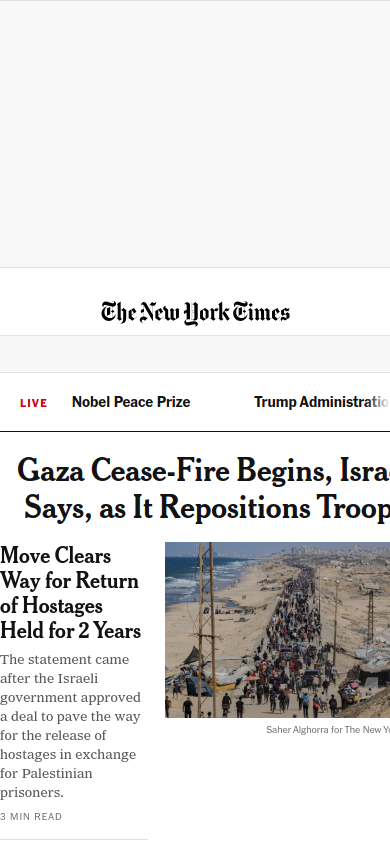 The New York Times
LIVE Nobel Peace Prize Trump Administratio
Gaza Cease-Fire Begins, Isra
Says, as It Repositions Troop
Move Clears
Way for Return
of Hostages
Held for 2 Years
The statement came
after the Israeli
government approved
a deal to pave the way
for the release of
hostages in exchange
for Palestinian
prisoners.
3 MIN READ
Saher Alghorra for The New Yo